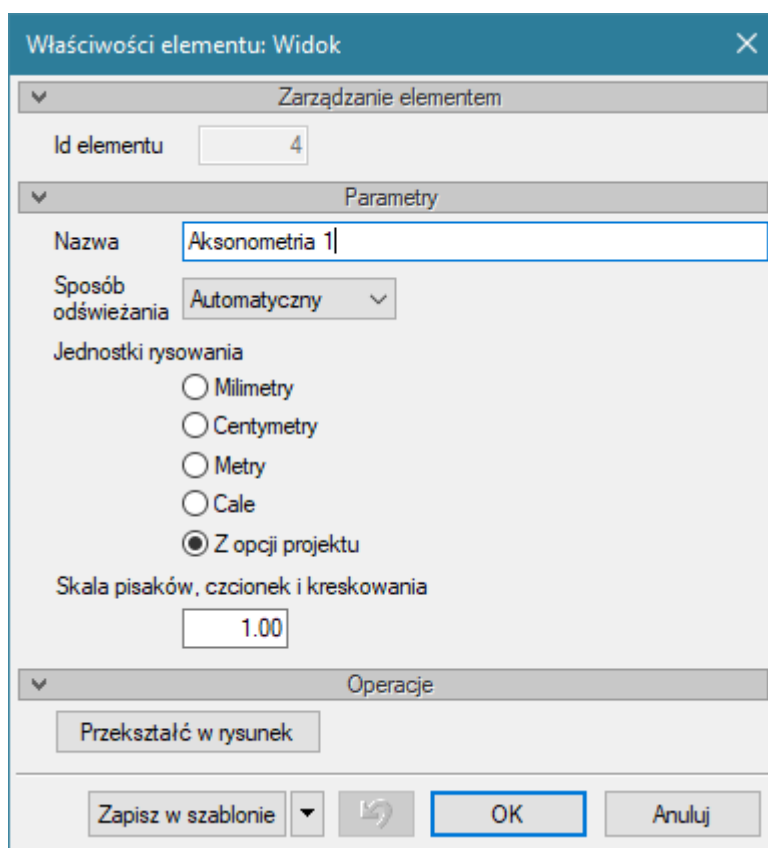 Właściwości elementu: Widok
Zarządzanie elementem
Id elementu 4
Parametry
Nazwa Aksonometria 1
Sposób
odświeżania Automatyczny
Jednostki rysowania
Milimetry
Centymetry
Metry
Cale
Z opcji projektu
Skala pisaków, czcionek i kreskowania
1.00
Operacje
Przekształć w rysunek
Zapisz w szablonie OK Anuluj